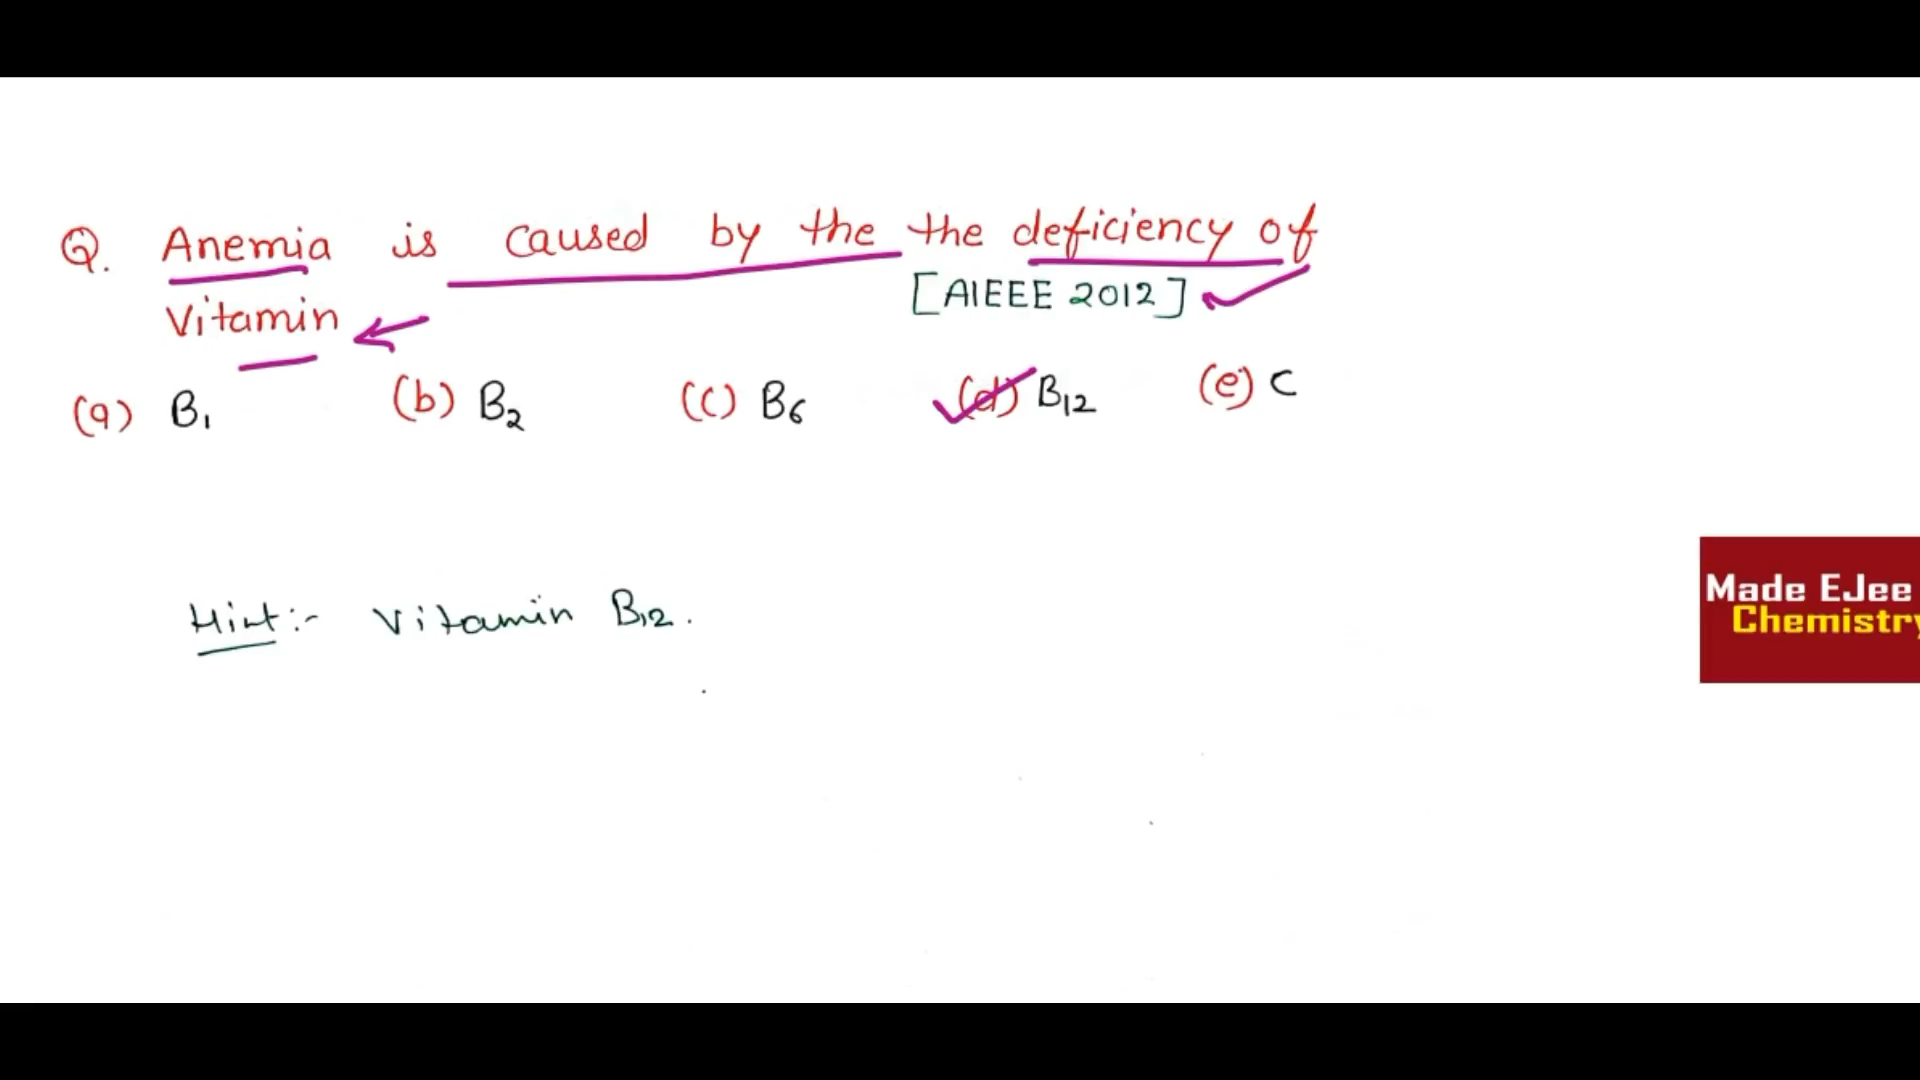 Q. Anemia is caused by the the deficiency of
Vitamin [AIEEE 2012]
(a) B₁ (b) B₂ (c) B₆ (d) B₁₂ (e) C
Hint:- Vitamin B₁₂.
Made EJee
Chemistry